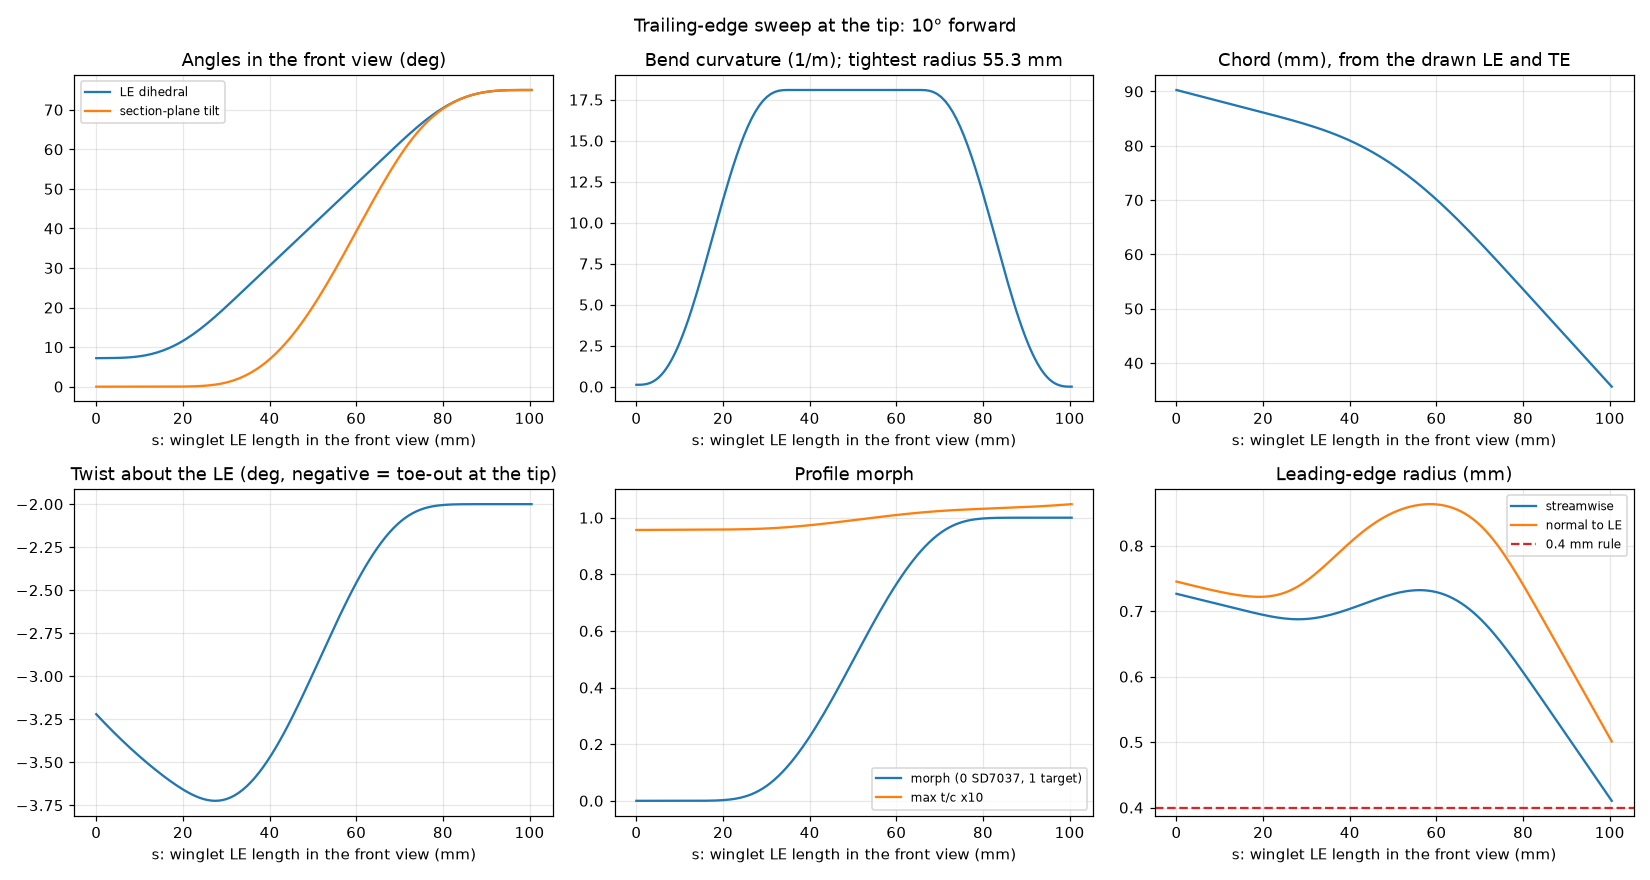 Trailing-edge sweep at the tip: 10° forward
Angles in the front view (deg)
LE dihedral
section-plane tilt
70
60
50
40
30
20
10
0
0 20 40 60 80 100
s: winglet LE length in the front view (mm)
Bend curvature (1/m); tightest radius 55.3 mm
17.5
15.0
12.5
10.0
7.5
5.0
2.5
0.0
0 20 40 60 80 100
s: winglet LE length in the front view (mm)
Chord (mm), from the drawn LE and TE
90
80
70
60
50
40
0 20 40 60 80 100
s: winglet LE length in the front view (mm)
Twist about the LE (deg, negative = toe-out at the tip)
−2.00
−2.25
−2.50
−2.75
−3.00
−3.25
−3.50
−3.75
0 20 40 60 80 100
s: winglet LE length in the front view (mm)
Profile morph
1.0
0.8
0.6
0.4
0.2
0.0
morph (0 SD7037, 1 target)
max t/c x10
0 20 40 60 80 100
s: winglet LE length in the front view (mm)
Leading-edge radius (mm)
streamwise
normal to LE
0.4 mm rule
0.8
0.7
0.6
0.5
0.4
0 20 40 60 80 100
s: winglet LE length in the front view (mm)